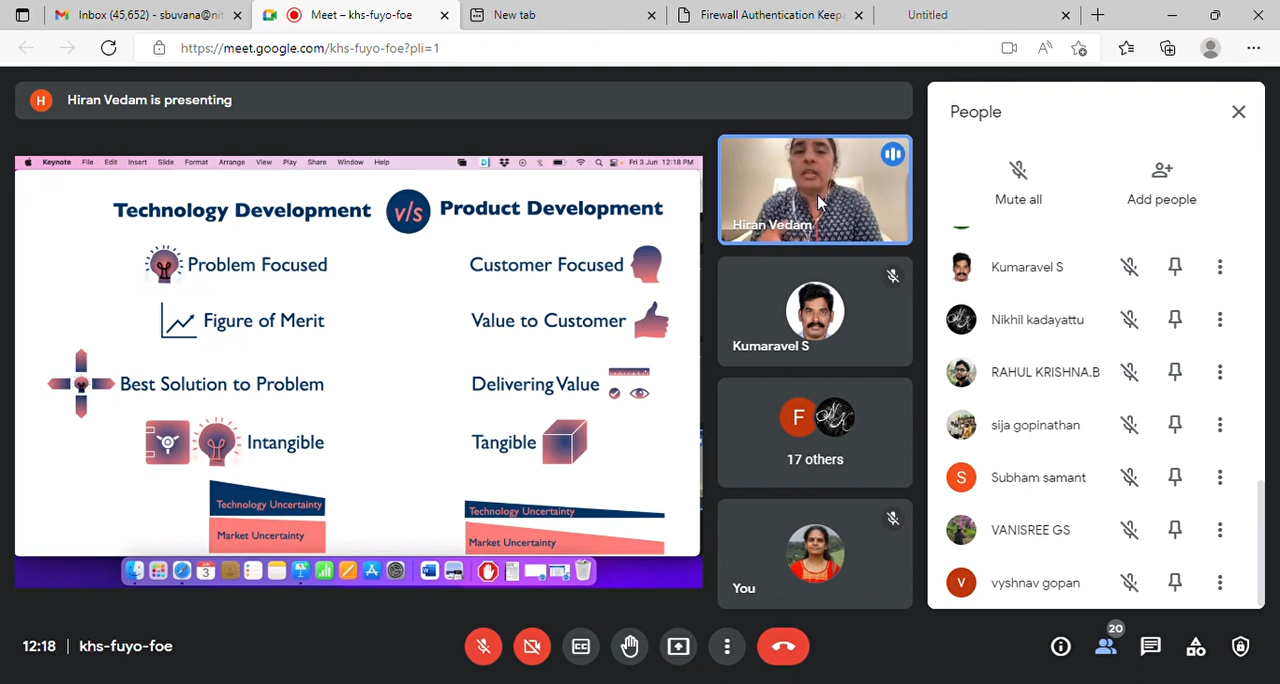 Inbox (45,652) - sbuvana@nit
Meet – khs-fuyo-foe
New tab
Firewall Authentication Keepa
Untitled
https://meet.google.com/khs-fuyo-foe?pli=1
H
Hiran Vedam is presenting
Keynote File Edit Insert Slide Format Arrange View Play Share Window Help
Fri 3 Jun 12:18 PM
Technology Development v/s Product Development
Problem Focused
Customer Focused
Figure of Merit
Value to Customer
Best Solution to Problem
Delivering Value
Intangible
Tangible
Technology Uncertainty
Market Uncertainty
Technology Uncertainty
Market Uncertainty
Hiran Vedam
Kumaravel S
F
17 others
You
People
Mute all
Add people
Kumaravel S
Nikhil kadayattu
RAHUL KRISHNA.B
sija gopinathan
S
Subham samant
VANISREE GS
V
vyshnav gopan
12:18 | khs-fuyo-foe
20